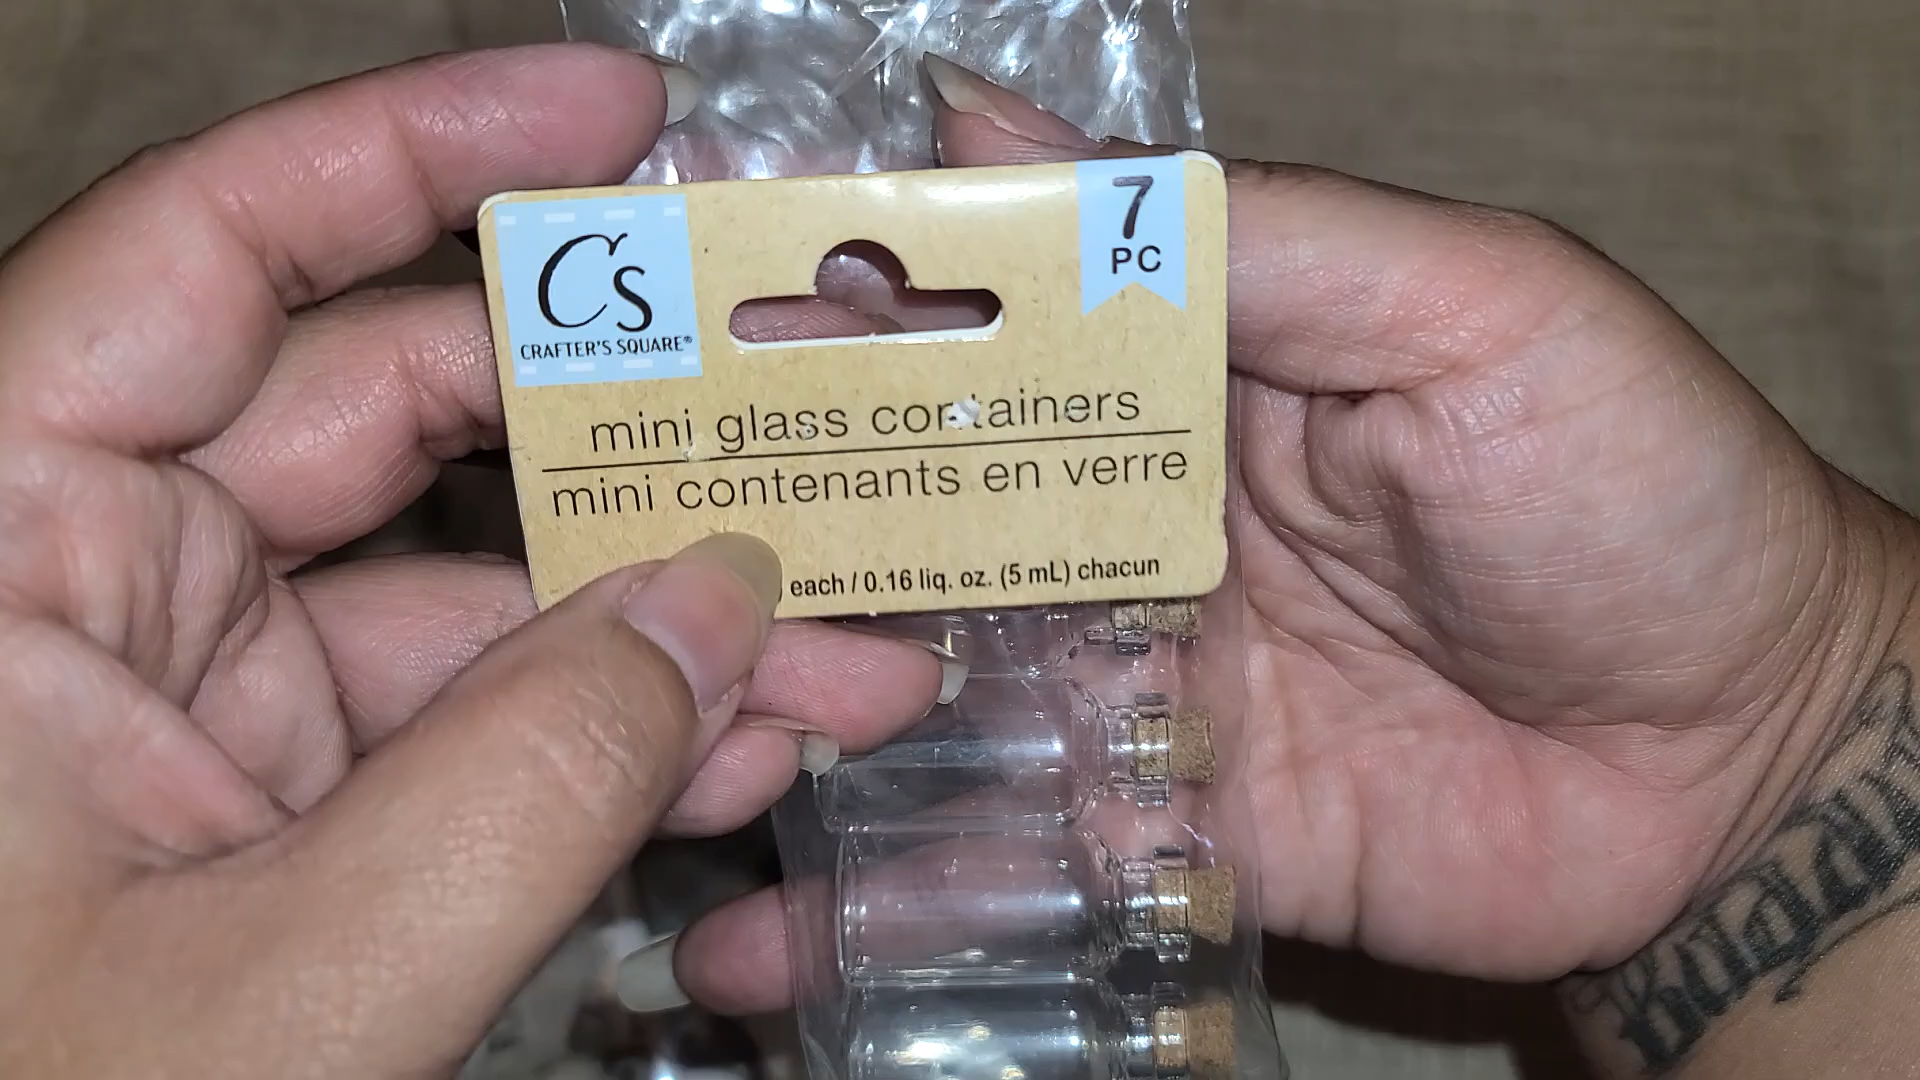 Cs
CRAFTER'S SQUARE®
7
PC
mini glass containers
mini contenants en verre
each / 0.16 liq. oz. (5 mL) chacun